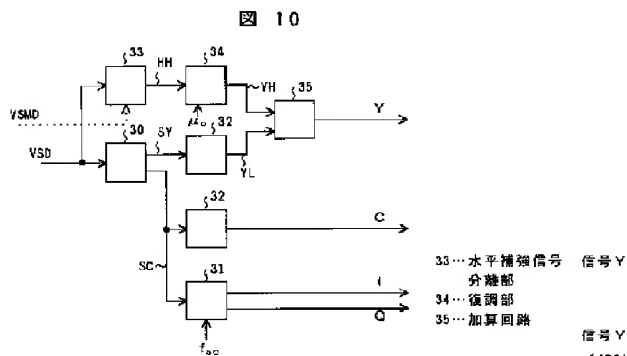 図 10
33
34
HH
YH
35
VSMD
μ₀
Y
30
SY
32
VSD
YL
32
C
SC
31
I
Q
33…水平補強信号 信号Y
分離部
34…復調部
35…加算回路
信号Y